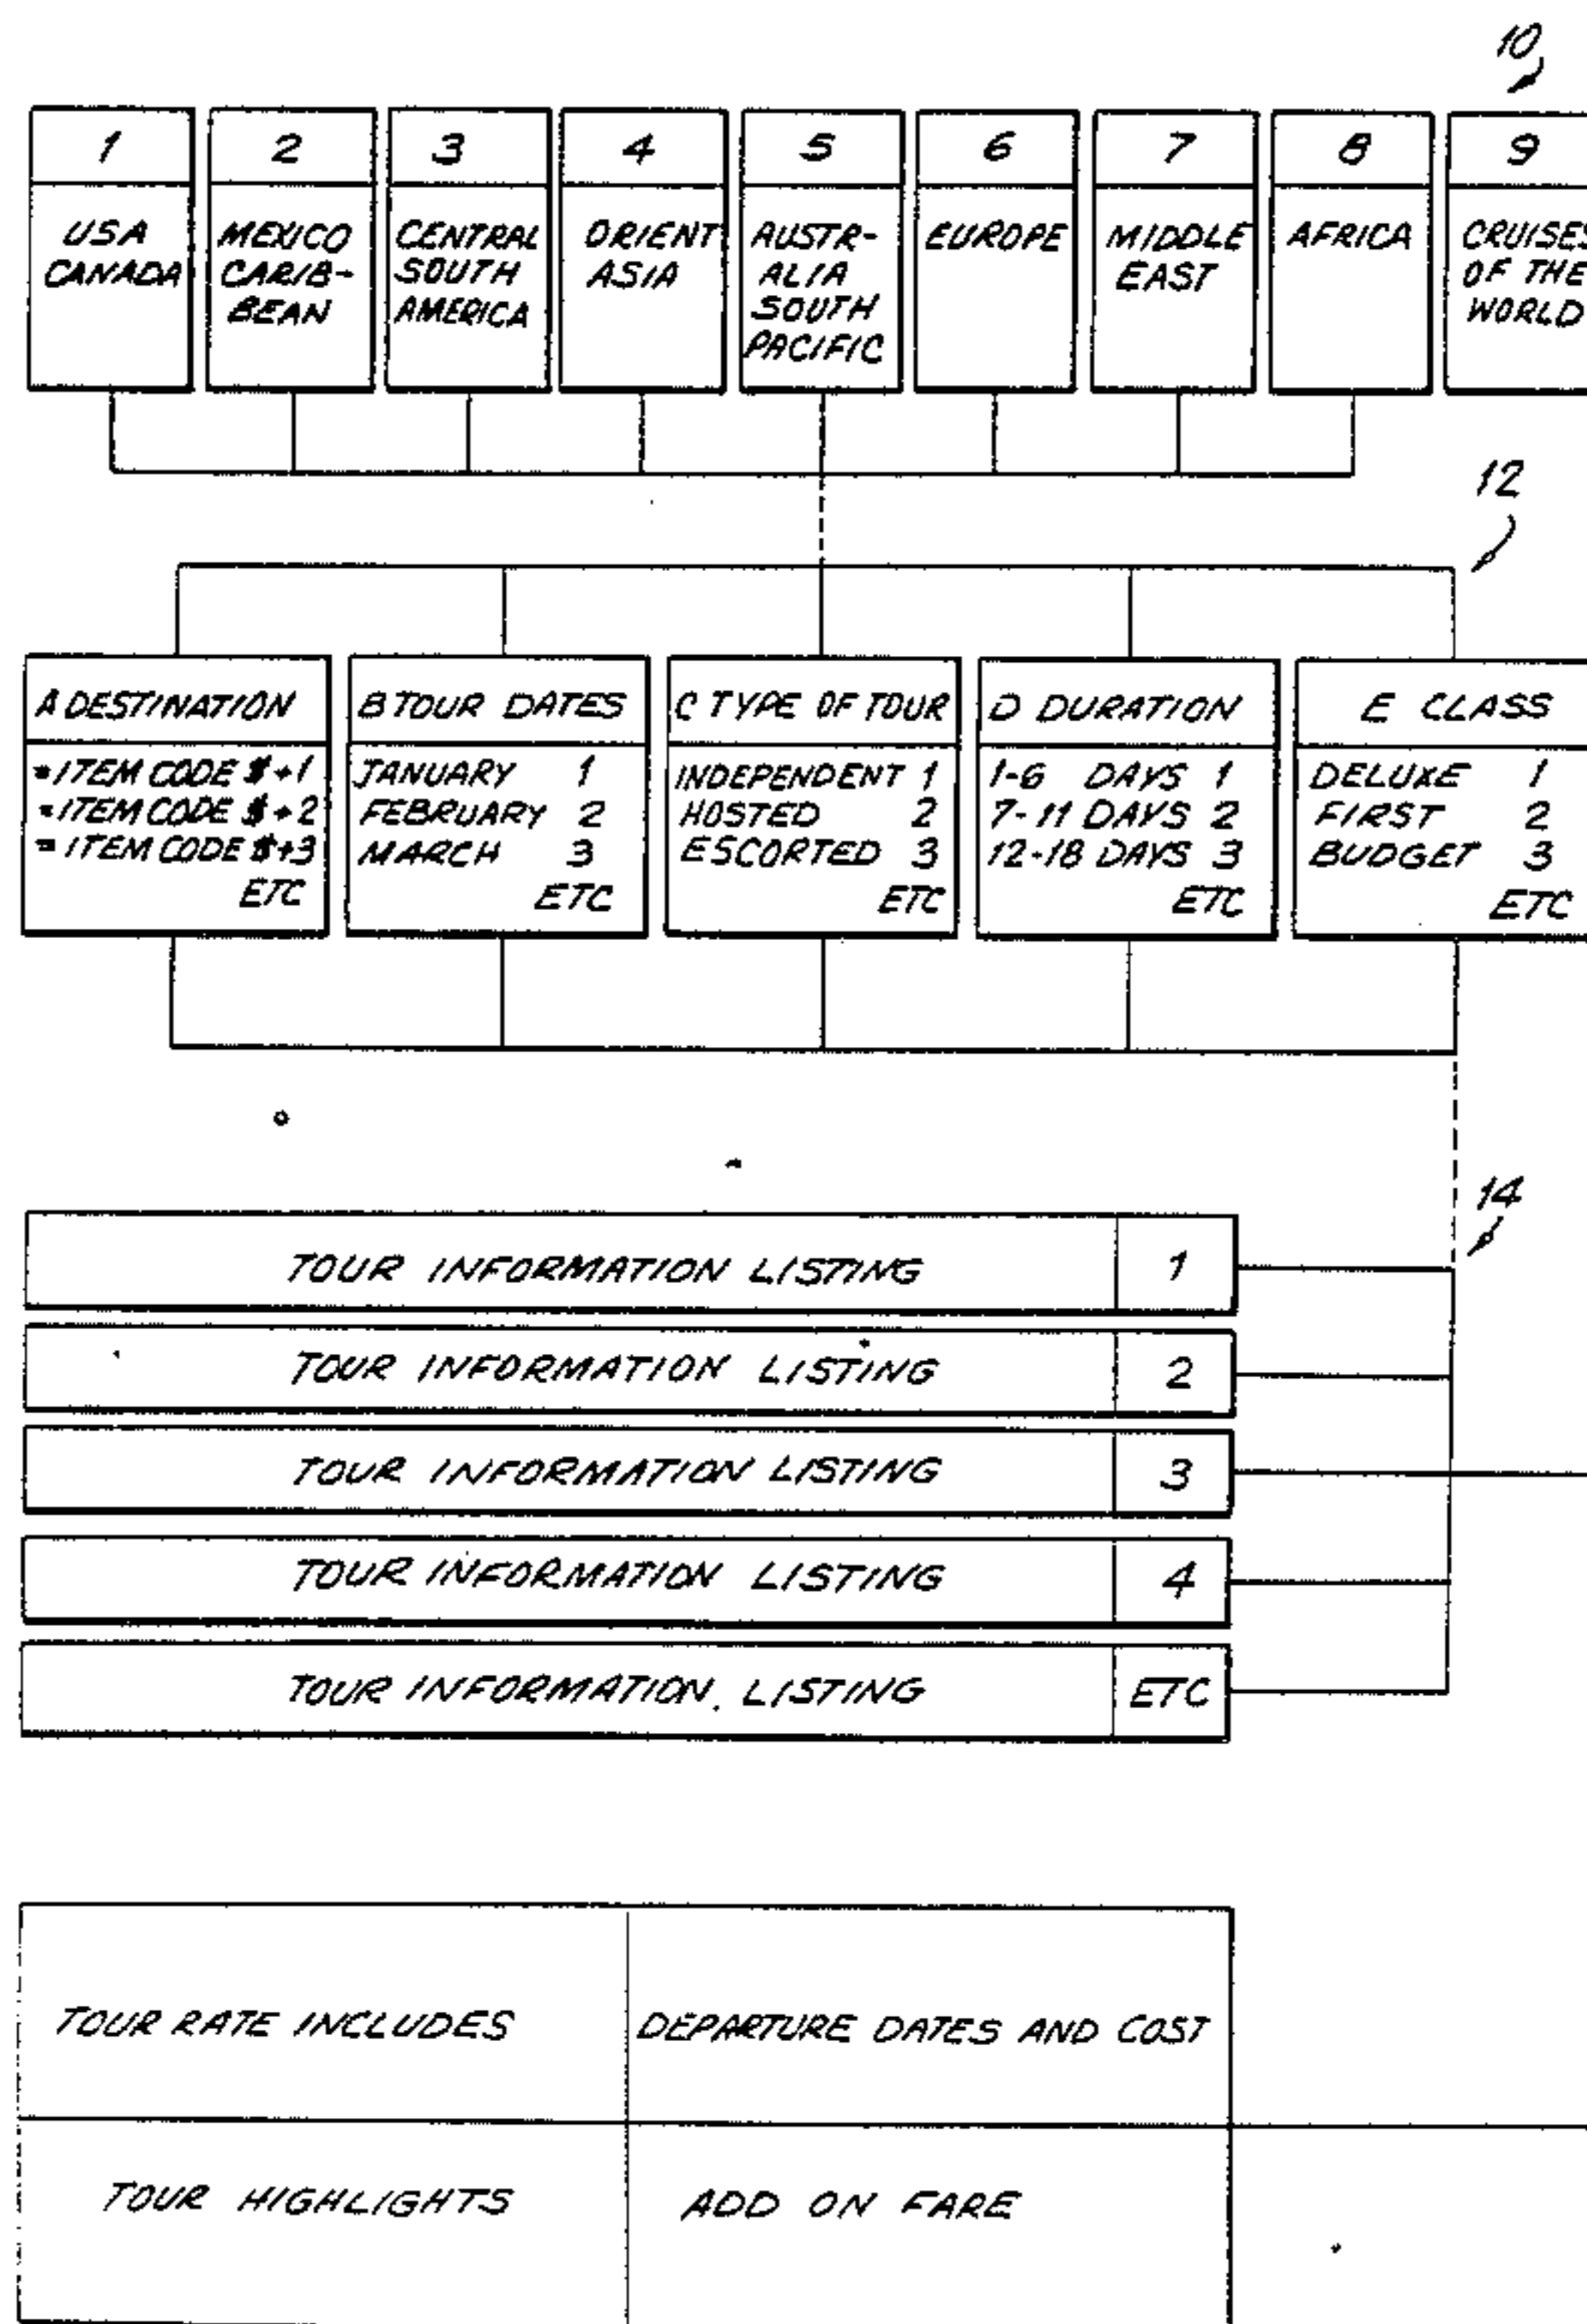 10
1
USA
CANADA
2
MEXICO
CARIB-
BEAN
3
CENTRAL
SOUTH
AMERICA
4
ORIENT
ASIA
5
AUSTR-
ALIA
SOUTH
PACIFIC
6
EUROPE
7
MIDDLE
EAST
8
AFRICA
9
CRUISES
OF THE
WORLD
12
A DESTINATION
= ITEM CODE $+1
= ITEM CODE $+2
= ITEM CODE $+3
ETC
B TOUR DATES
JANUARY 1
FEBRUARY 2
MARCH 3
ETC
C TYPE OF TOUR
INDEPENDENT 1
HOSTED 2
ESCORTED 3
ETC
D DURATION
1-6 DAYS 1
7-11 DAYS 2
12-18 DAYS 3
ETC
E CLASS
DELUXE 1
FIRST 2
BUDGET 3
ETC
14
TOUR INFORMATION LISTING 1
TOUR INFORMATION LISTING 2
TOUR INFORMATION LISTING 3
TOUR INFORMATION LISTING 4
TOUR INFORMATION LISTING ETC
TOUR RATE INCLUDES
DEPARTURE DATES AND COST
TOUR HIGHLIGHTS
ADD ON FARE